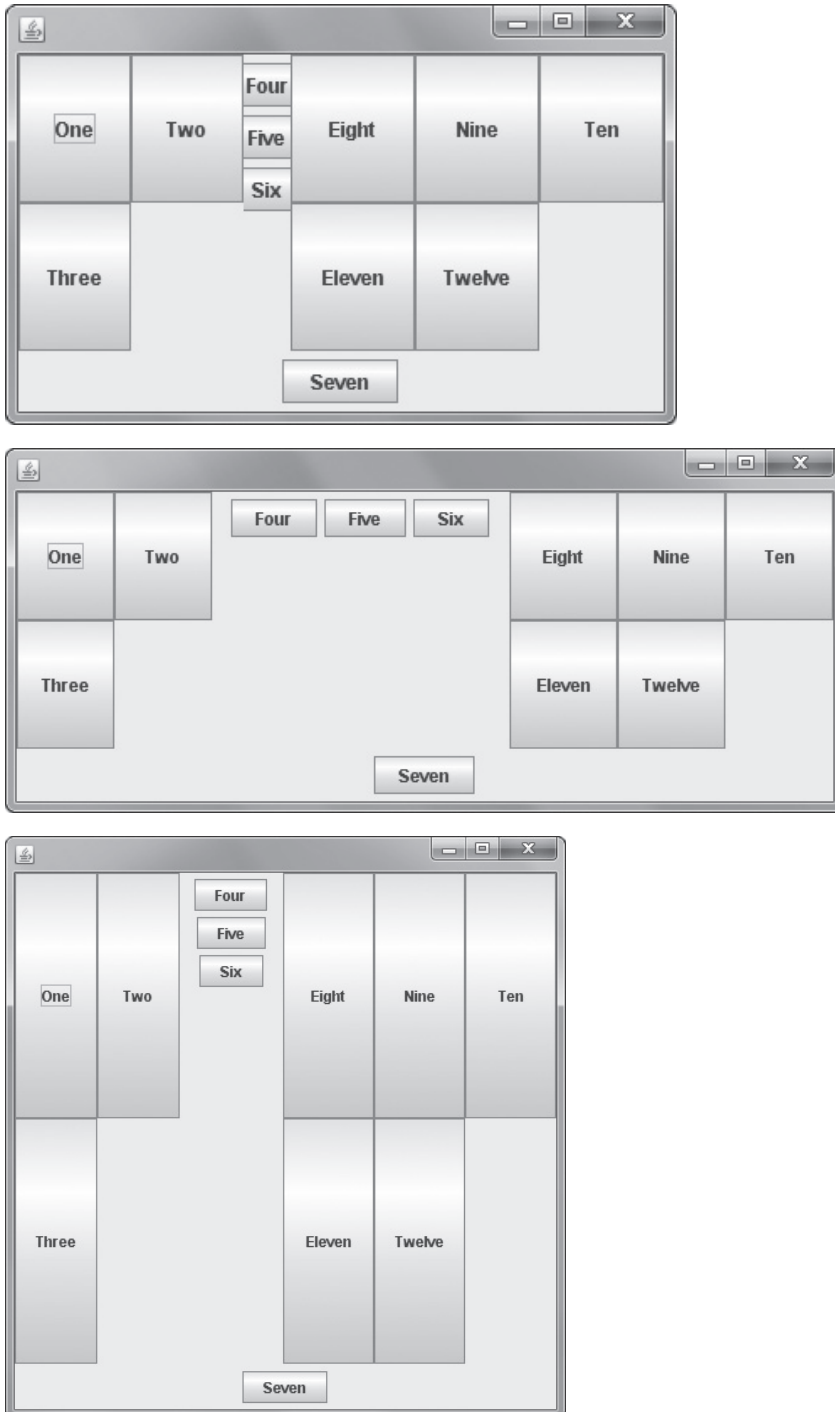 Four
One Two Five Eight Nine Ten
Six
Three Eleven Twelve
Seven
Four Five Six
One Two Eight Nine Ten
Three Eleven Twelve
Seven
Four
Five
Six
One Two Eight Nine Ten
Three Eleven Twelve
Seven